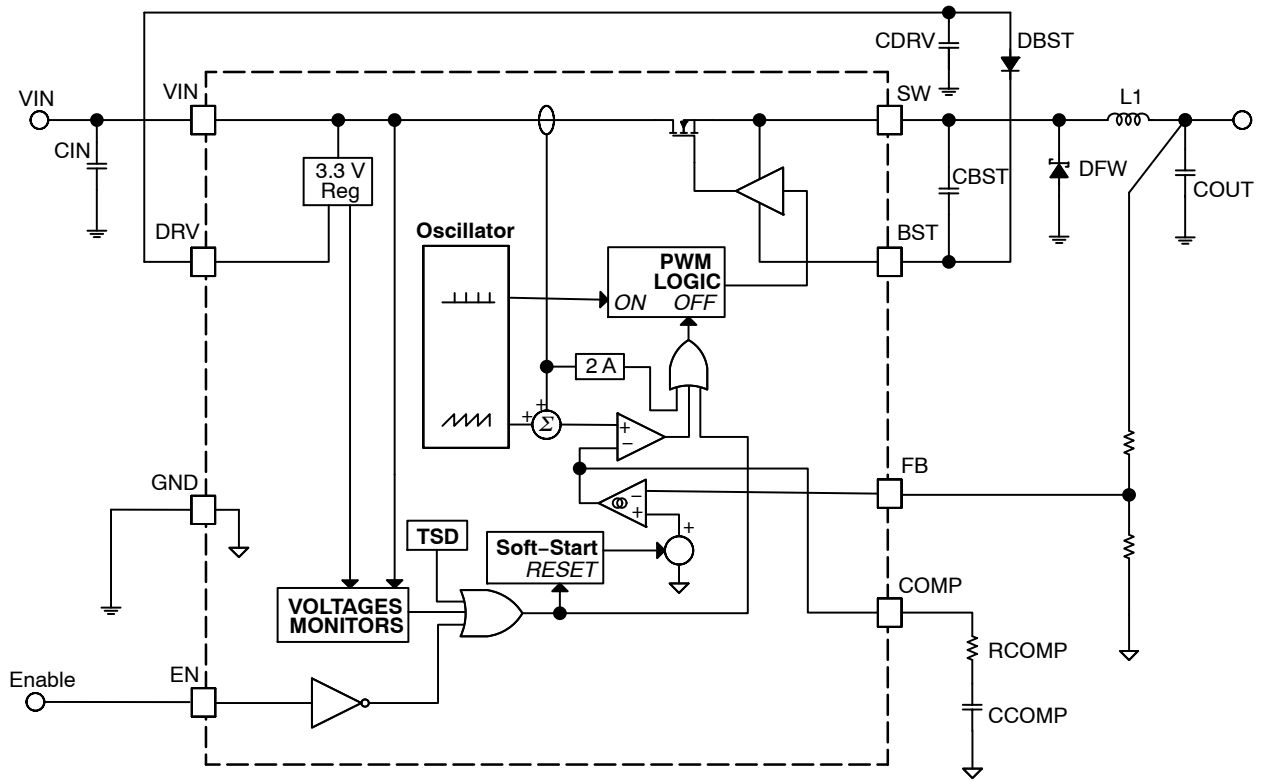 CDRV
DBST
VIN
VIN
SW
L1
CIN
3.3 V
Reg
CBST
DFW
COUT
DRV
Oscillator
BST
PWM
LOGIC
ON OFF
2 A
+
+
Σ
+
−
GND
FB
−
+
+
TSD
Soft−Start
RESET
COMP
VOLTAGES
MONITORS
RCOMP
Enable
EN
CCOMP